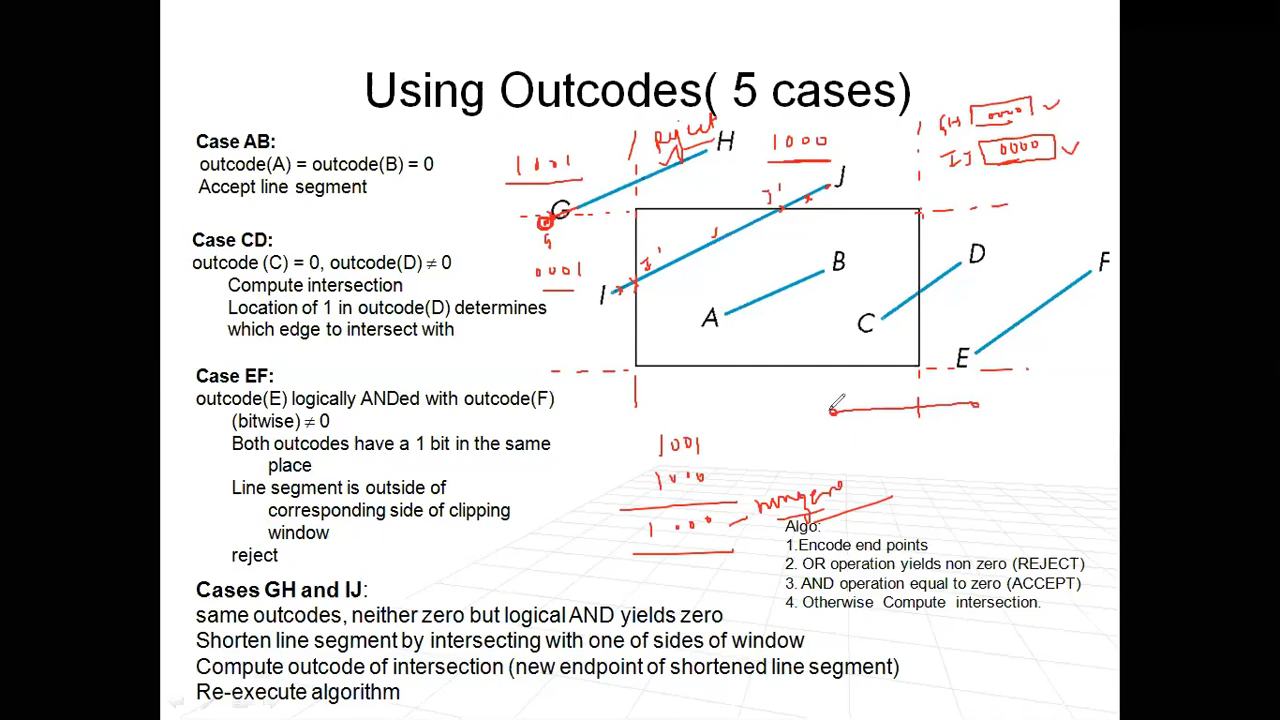 Using Outcodes( 5 cases)
Case AB:
outcode(A) = outcode(B) = 0
Accept line segment
Case CD:
outcode (C) = 0, outcode(D) ≠ 0
Compute intersection
Location of 1 in outcode(D) determines
which edge to intersect with
Case EF:
outcode(E) logically ANDed with outcode(F)
(bitwise) ≠ 0
Both outcodes have a 1 bit in the same
place
Line segment is outside of
corresponding side of clipping
window
reject
Cases GH and IJ:
same outcodes, neither zero but logical AND yields zero
Shorten line segment by intersecting with one of sides of window
Compute outcode of intersection (new endpoint of shortened line segment)
Re-execute algorithm
GH 0000
IJ 0000
Reject
H
1000
1001
J
J'
G
G
0001
I'
I
B
A
D
C
F
E
1001
1000
1000
nonzero
Algo:
1.Encode end points
2. OR operation yields non zero (REJECT)
3. AND operation equal to zero (ACCEPT)
4. Otherwise Compute intersection.